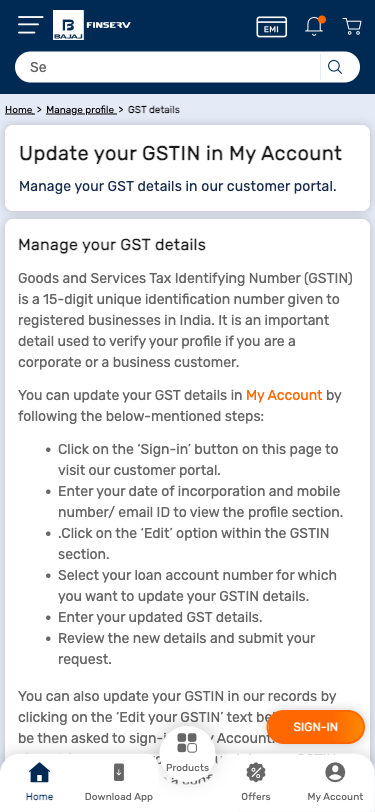 BAJAJ FINSERV
EMI
Se
Home > Manage profile > GST details
Update your GSTIN in My Account
Manage your GST details in our customer portal.
Manage your GST details
Goods and Services Tax Identifying Number (GSTIN)
is a 15-digit unique identification number given to
registered businesses in India. It is an important
detail used to verify your profile if you are a
corporate or a business customer.
You can update your GST details in My Account by
following the below-mentioned steps:
• Click on the ‘Sign-in’ button on this page to
visit our customer portal.
• Enter your date of incorporation and mobile
number/ email ID to view the profile section.
• .Click on the ‘Edit’ option within the GSTIN
section.
• Select your loan account number for which
you want to update your GSTIN details.
• Enter your updated GST details.
• Review the new details and submit your
request.
You can also update your GSTIN in our records by
clicking on the ‘Edit your GSTIN’ text
be then asked to sign-
SIGN-IN
Home
Download App
Products
Offers
My Account